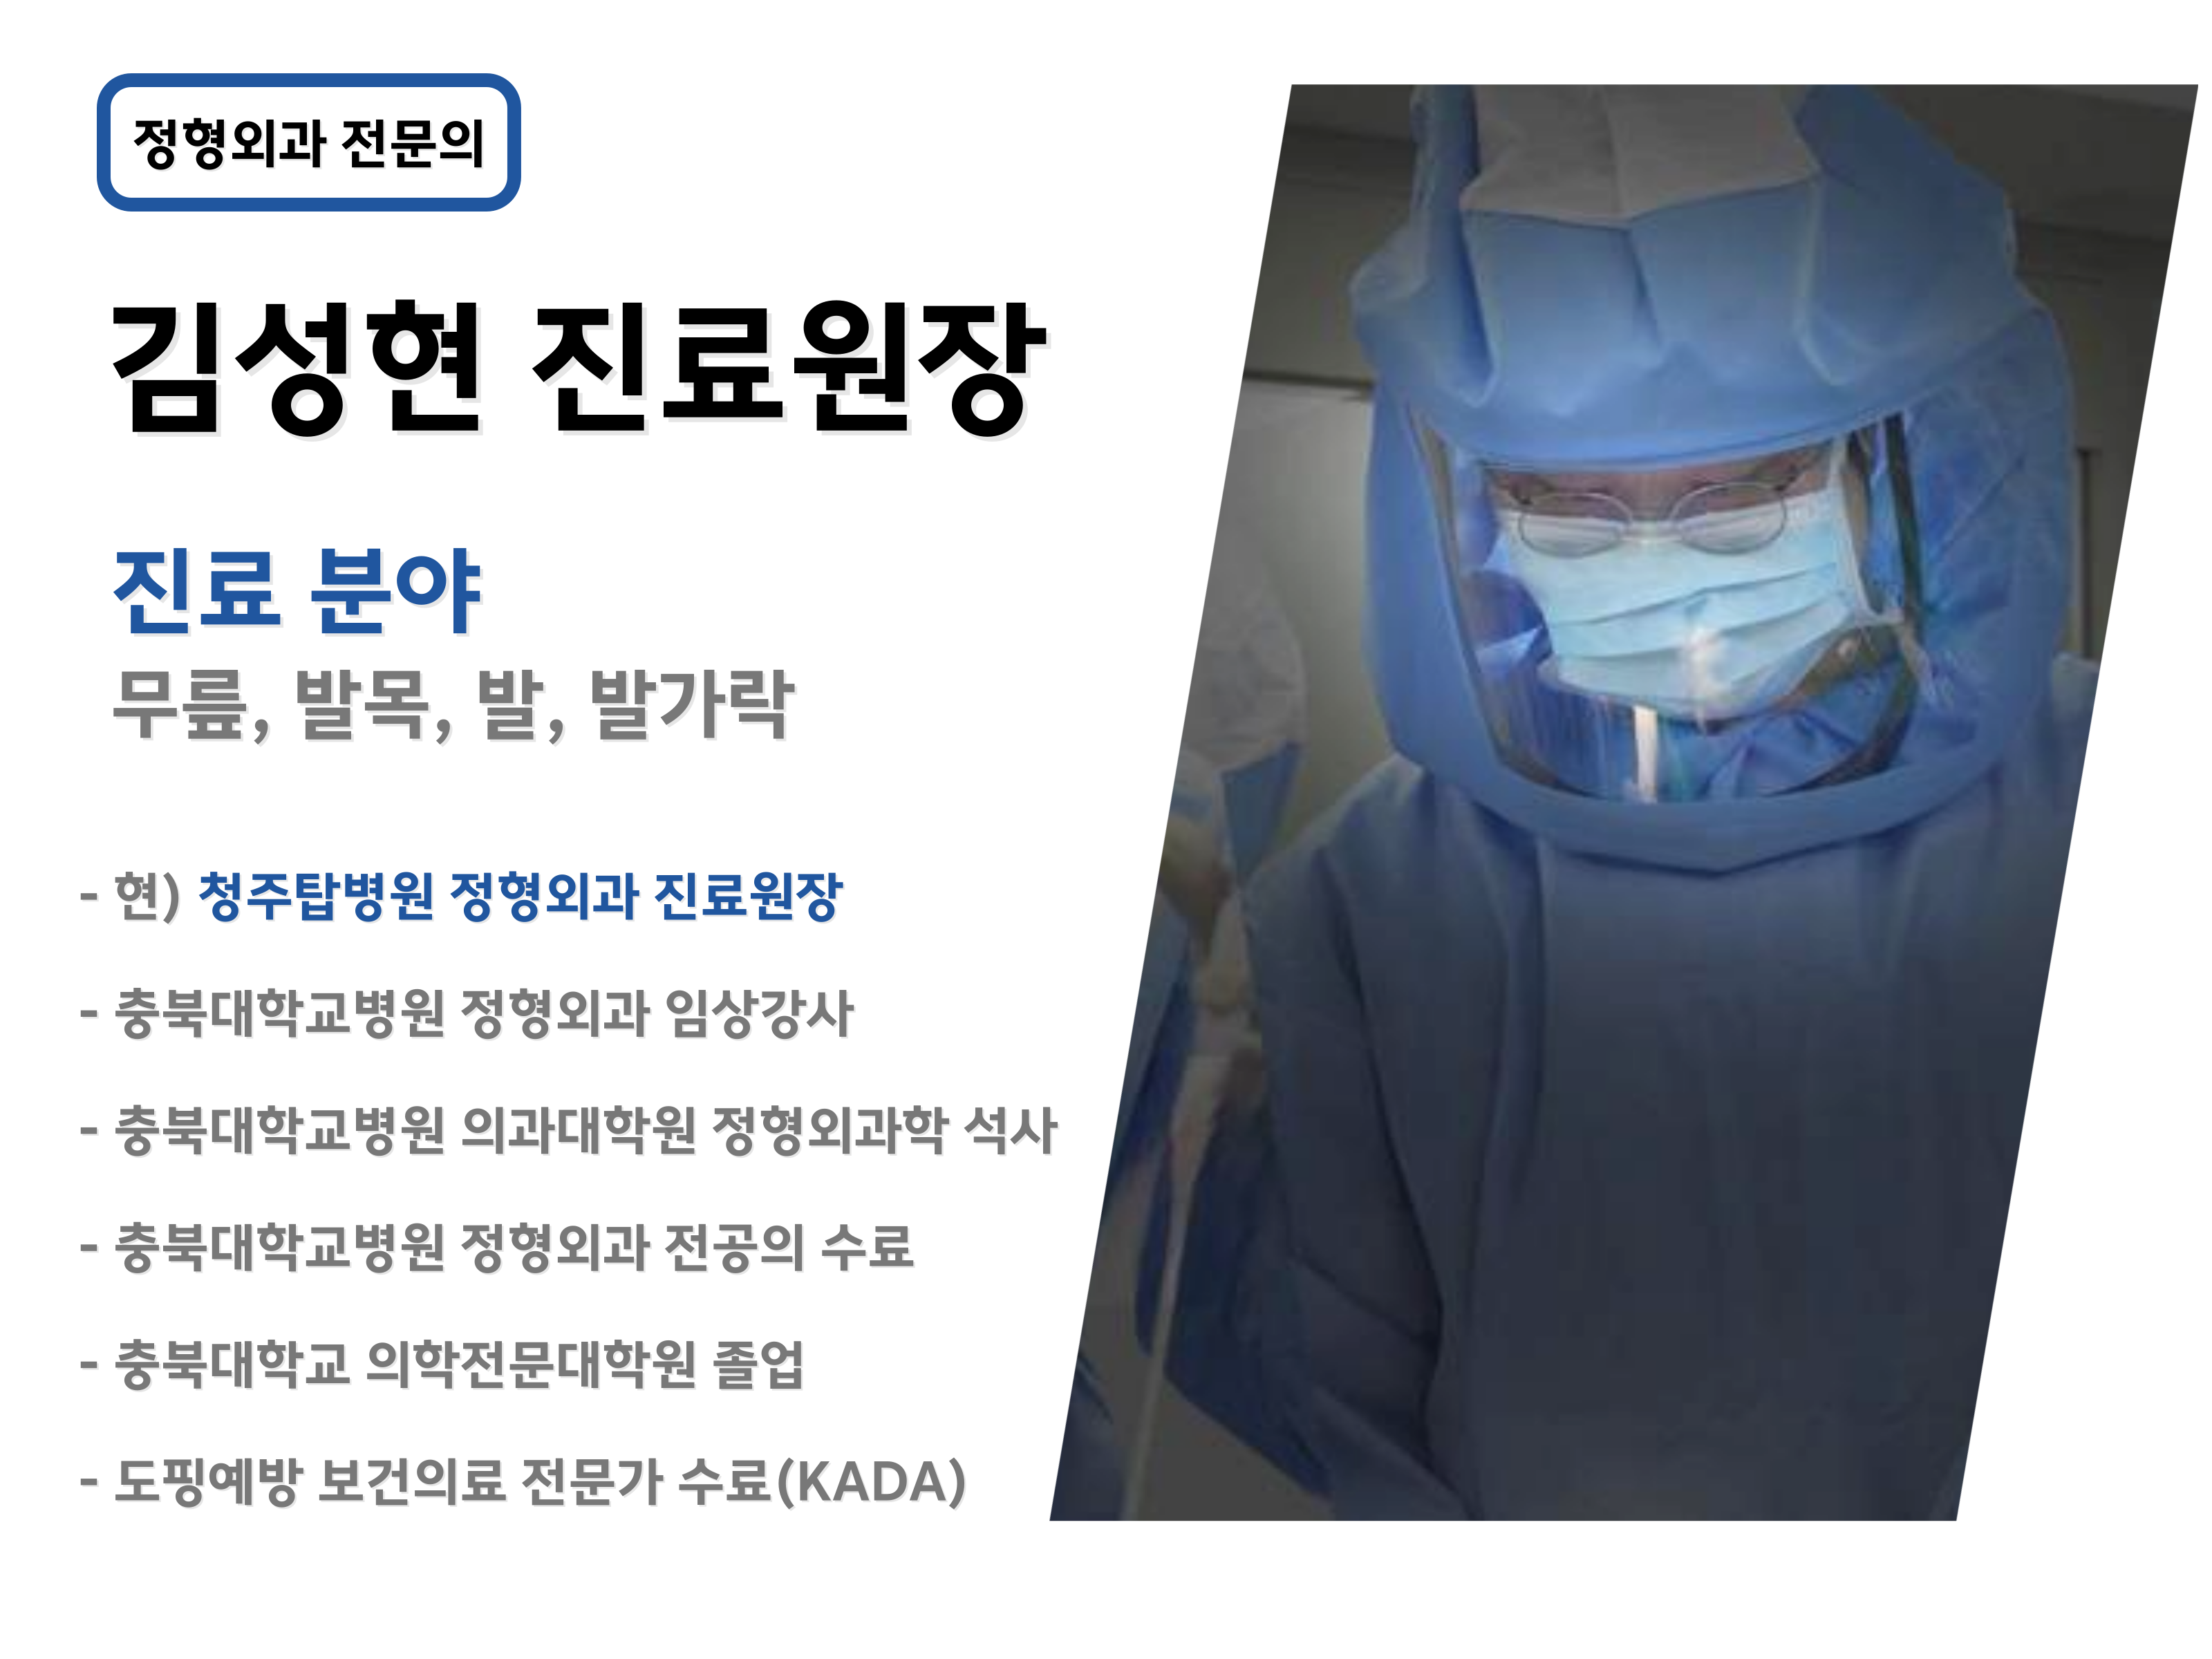 정형외과 전문의
김성현 진료원장
진료 분야
무릎, 발목, 발, 발가락
- 현) 청주탑병원 정형외과 진료원장
- 충북대학교병원 정형외과 임상강사
- 충북대학교병원 의과대학원 정형외과학 석사
- 충북대학교병원 정형외과 전공의 수료
- 충북대학교 의학전문대학원 졸업
- 도핑예방 보건의료 전문가 수료(KADA)